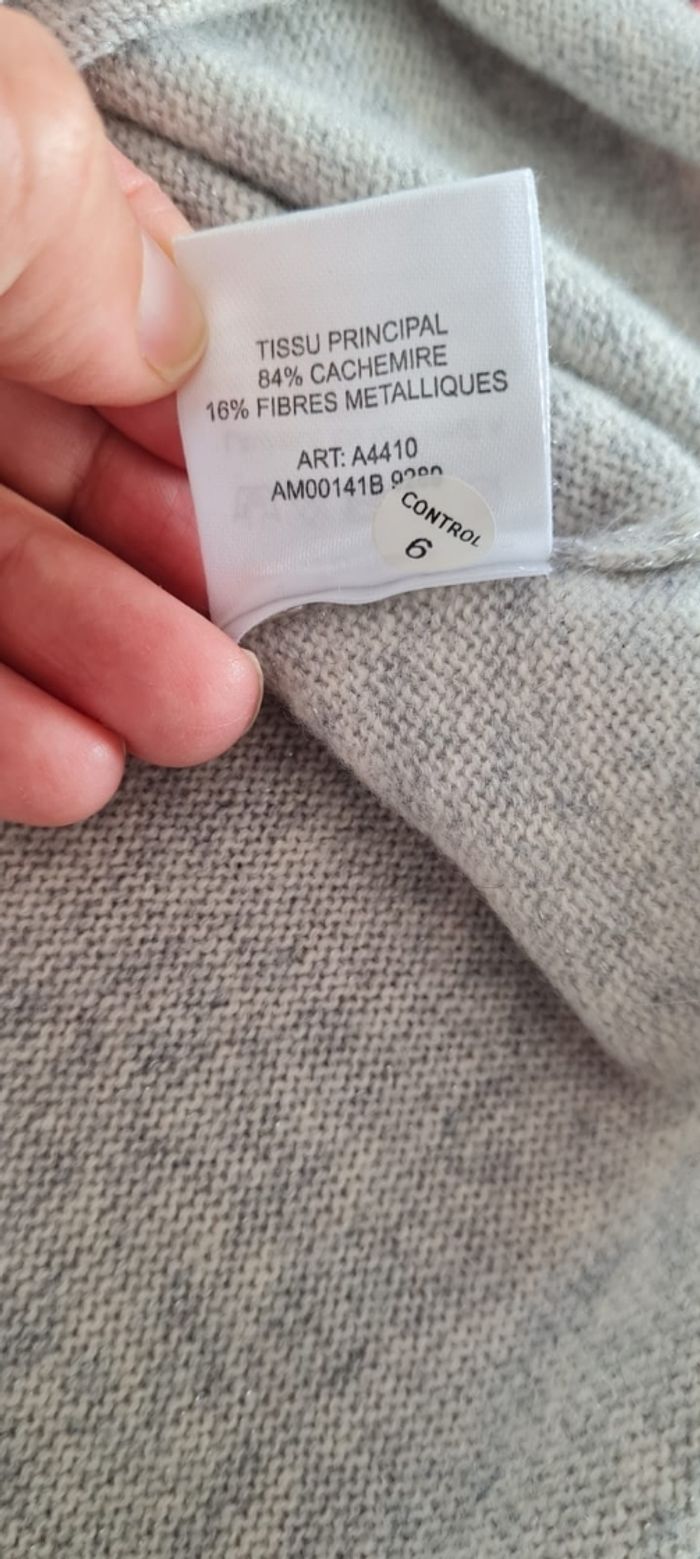 TISSU PRINCIPAL
84% CACHEMIRE
16% FIBRES METALLIQUES
ART: A4410
AM00141B
CONTROL
6